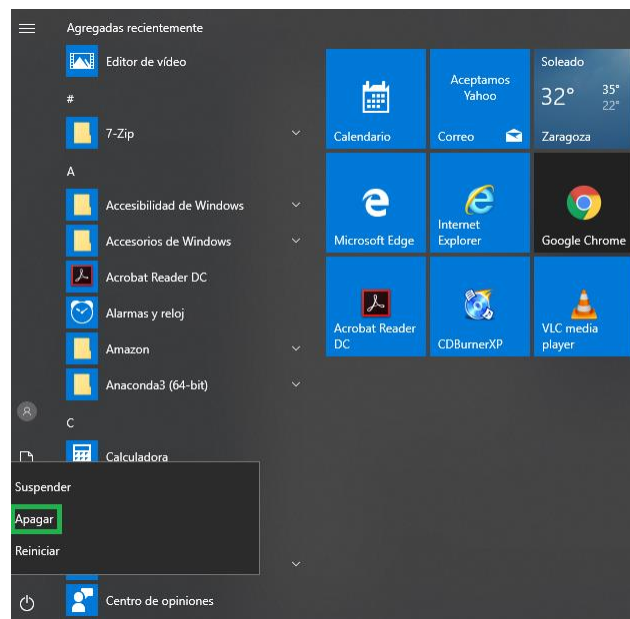 Agregadas recientemente
Editor de vídeo
#
7-Zip
A
Accesibilidad de Windows
Accesorios de Windows
Acrobat Reader DC
Alarmas y reloj
Amazon
Anaconda3 (64-bit)
C
Calculadora
Suspender
Apagar
Reiniciar
Centro de opiniones
Calendario
Aceptamos
Yahoo
Correo
Soleado
32°
35°
22°
Zaragoza
Microsoft Edge
Internet
Explorer
Google Chrome
Acrobat Reader
DC
CDBurnerXP
VLC media
player